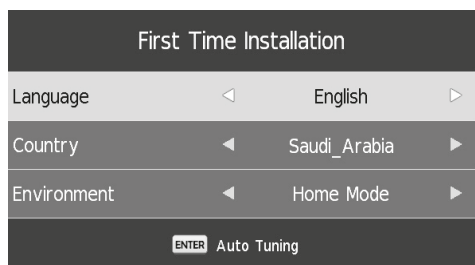 First Time Installation
Language English
Country Saudi_Arabia
Environment Home Mode
ENTER Auto Tuning